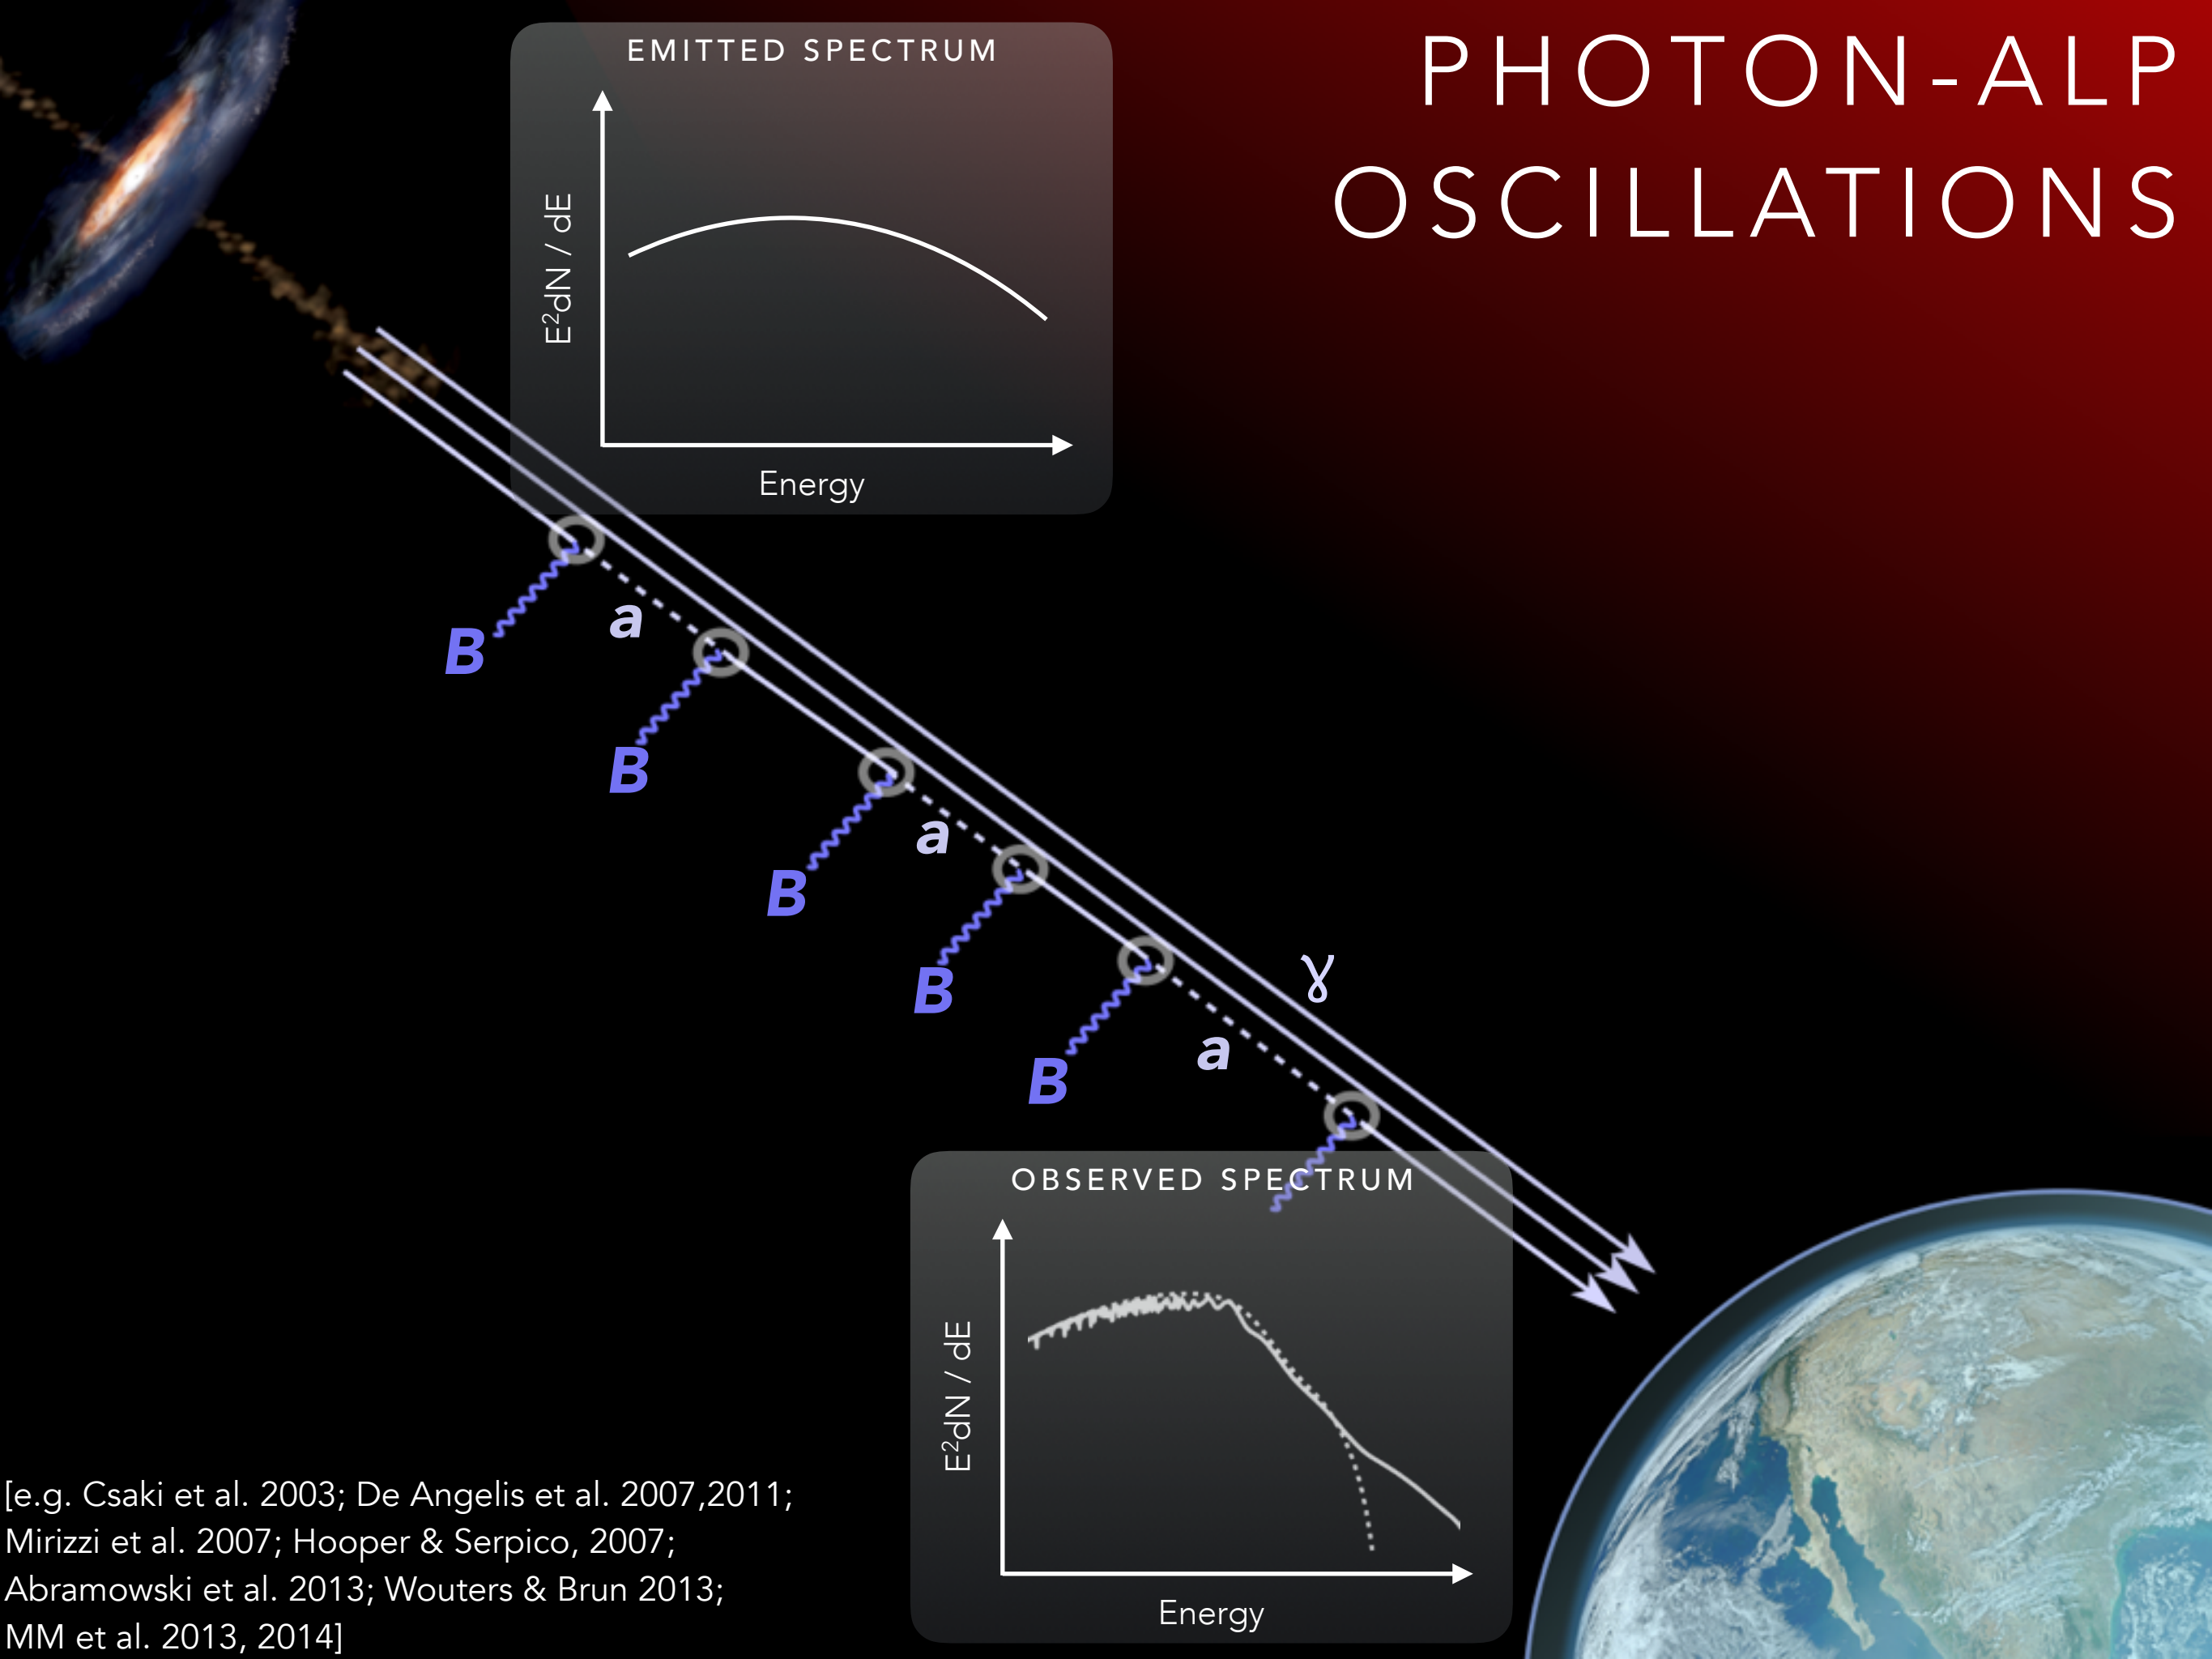 PHOTON-ALP
OSCILLATIONS
EMITTED SPECTRUM
E²dN / dE
Energy
B
a
B
B
a
B
B
a
γ
OBSERVED SPECTRUM
E²dN / dE
Energy
[e.g. Csaki et al. 2003; De Angelis et al. 2007,2011;
Mirizzi et al. 2007; Hooper & Serpico, 2007;
Abramowski et al. 2013; Wouters & Brun 2013;
MM et al. 2013, 2014]